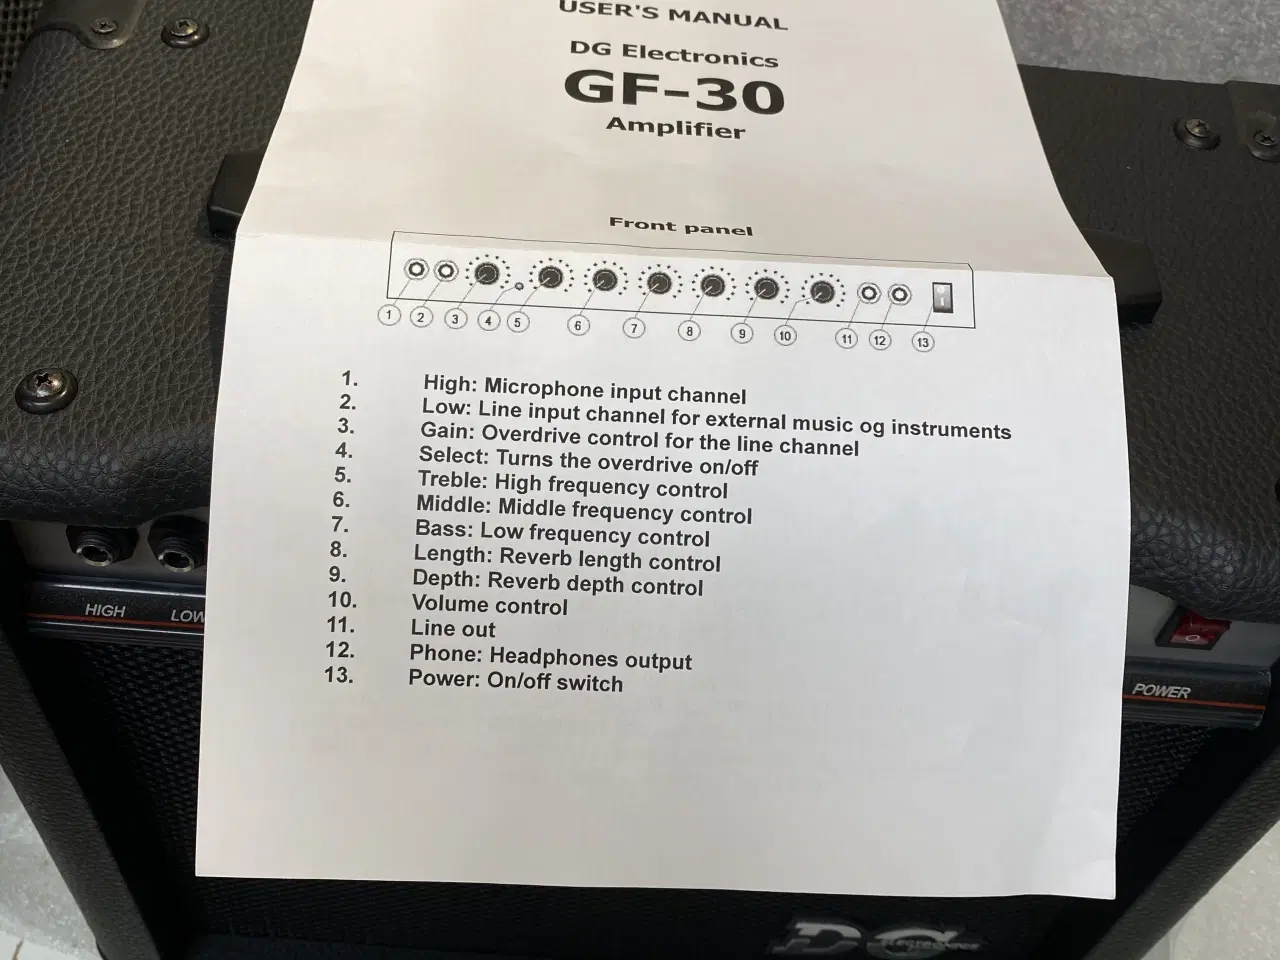 USER'S MANUAL
DG Electronics
GF-30
Amplifier
Front panel
1 2 3 4 5 6 7 8 9 10 11 12 13
1. High: Microphone input channel
2. Low: Line input channel for external music og instruments
3. Gain: Overdrive control for the line channel
4. Select: Turns the overdrive on/off
5. Treble: High frequency control
6. Middle: Middle frequency control
7. Bass: Low frequency control
8. Length: Reverb length control
9. Depth: Reverb depth control
10. Volume control
11. Line out
12. Phone: Headphones output
13. Power: On/off switch
HIGH LOW
POWER
DG